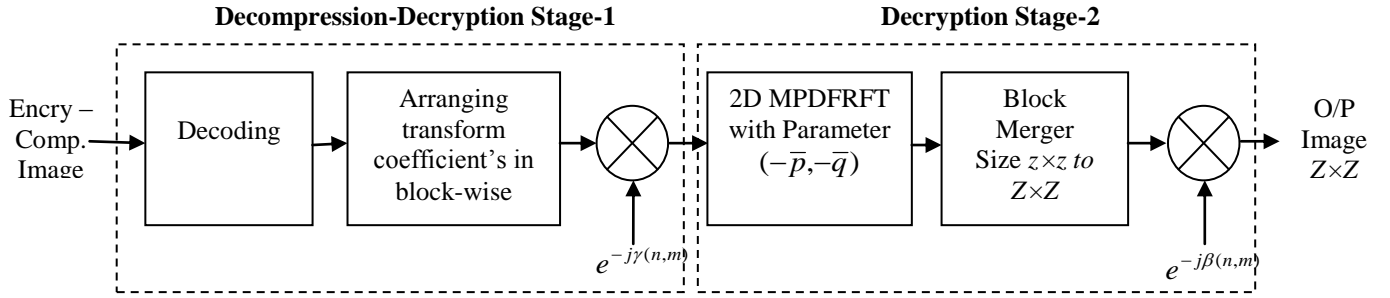 Decompression-Decryption Stage-1
Decryption Stage-2
Encry –
Comp.
Image
Decoding
Arranging
transform
coefficient's in
block-wise
e^{-jγ(n,m)}
2D MPDFRFT
with Parameter
(−p̅,−q̅)
Block
Merger
Size z×z to
Z×Z
e^{-jβ(n,m)}
O/P
Image
Z×Z